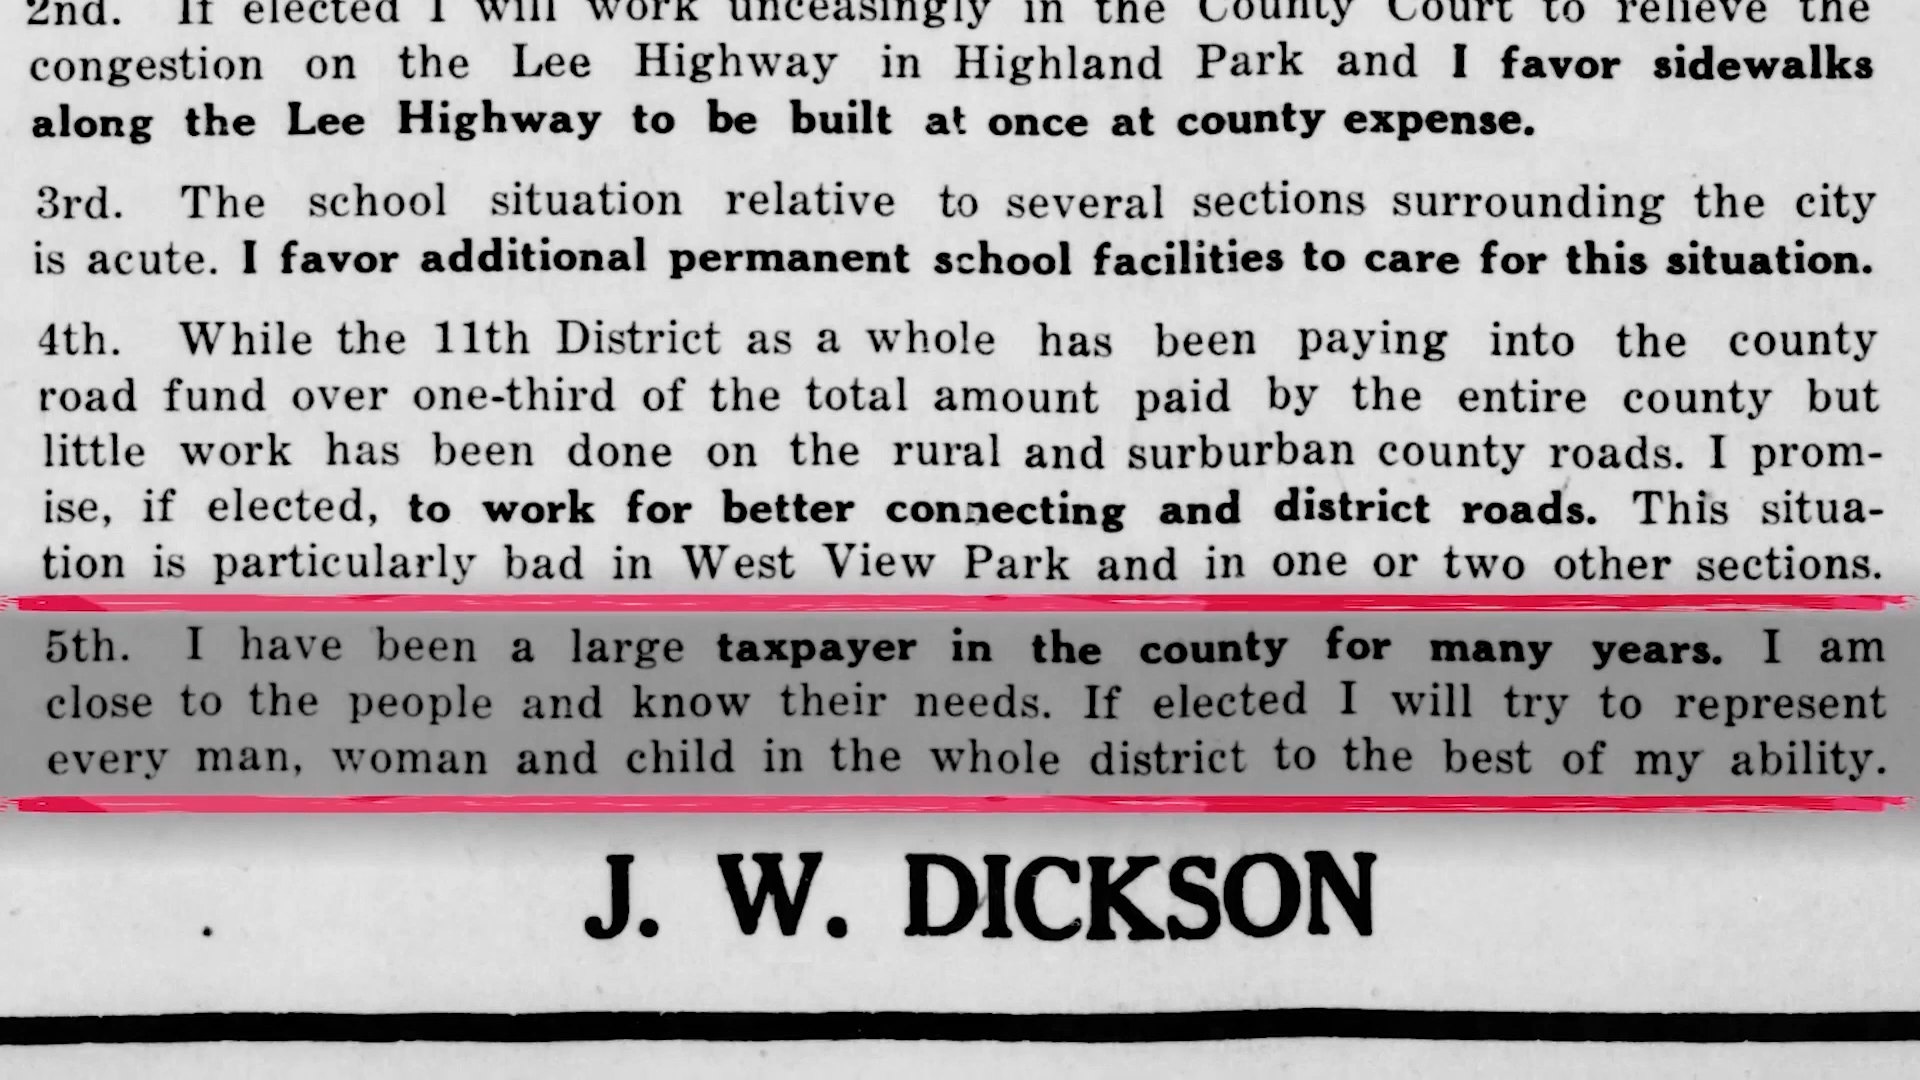 2nd. If elected I will work unceasingly in the County Court to relieve the
congestion on the Lee Highway in Highland Park and I favor sidewalks
along the Lee Highway to be built at once at county expense.
3rd. The school situation relative to several sections surrounding the city
is acute. I favor additional permanent school facilities to care for this situation.
4th. While the 11th District as a whole has been paying into the county
road fund over one-third of the total amount paid by the entire county but
little work has been done on the rural and surburban county roads. I prom-
ise, if elected, to work for better connecting and district roads. This situa-
tion is particularly bad in West View Park and in one or two other sections.
5th. I have been a large taxpayer in the county for many years. I am
close to the people and know their needs. If elected I will try to represent
every man, woman and child in the whole district to the best of my ability.
J. W. DICKSON